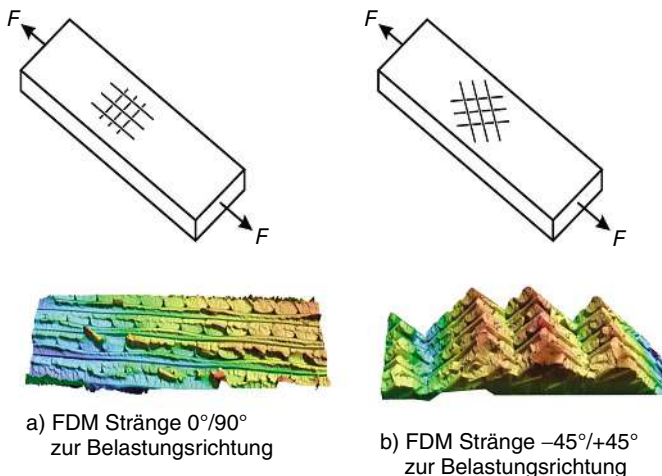 F
F
F
F
a) FDM Stränge 0°/90°
zur Belastungsrichtung
b) FDM Stränge –45°/+45°
zur Belastungsrichtung